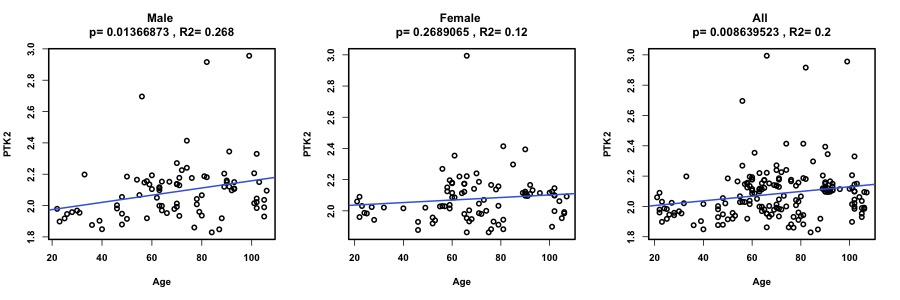 Male
p= 0.01366873 , R2= 0.268
PTK2
3.0
2.8
2.6
2.4
2.2
2.0
1.8
20 40 60 80 100
Age
Female
p= 0.2689065 , R2= 0.12
PTK2
3.0
2.8
2.6
2.4
2.2
2.0
20 40 60 80 100
Age
All
p= 0.008639523 , R2= 0.2
PTK2
3.0
2.8
2.6
2.4
2.2
2.0
1.8
20 40 60 80 100
Age